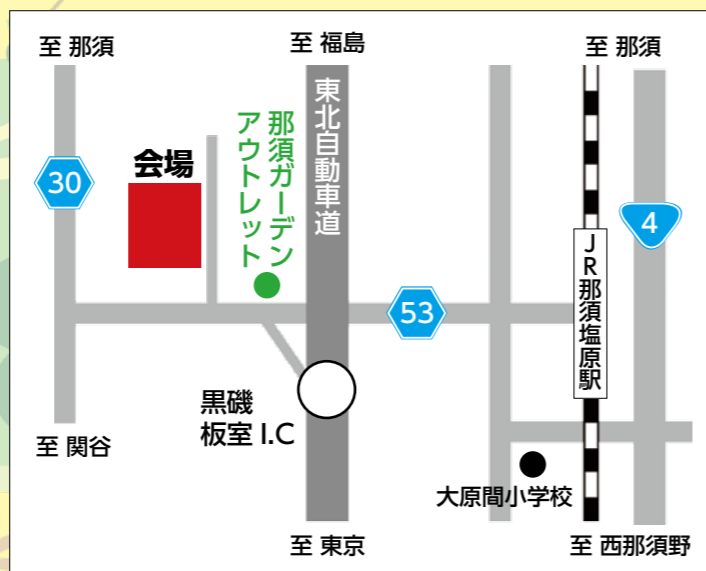 至 那須
至 福島
至 那須
会場
30
那須ガーデン
アウトレット
東北自動車道
4
53
JR那須塩原駅
黒磯
板室 I.C
至 関谷
大原間小学校
至 東京
至 西那須野